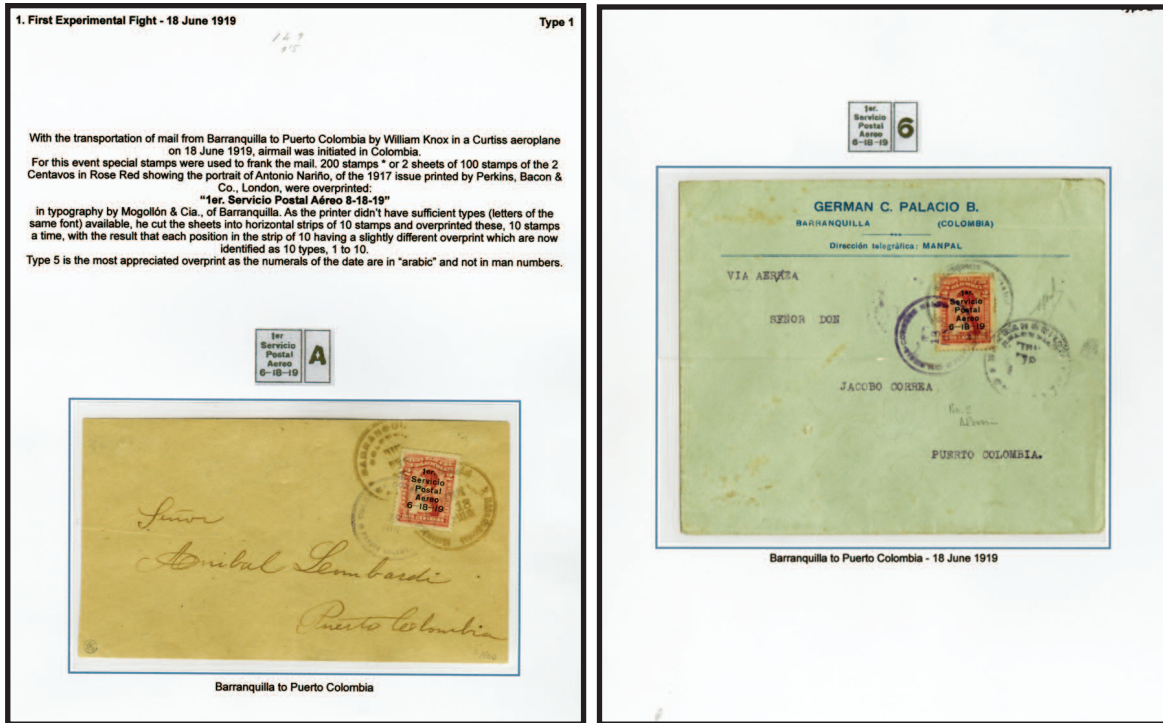 1. First Experimental Fight - 18 June 1919
Type 1
With the transportation of mail from Barranquilla to Puerto Colombia by William Knox in a Curtiss aeroplane
on 18 June 1919, airmail was initiated in Colombia.
For this event special stamps were used to frank the mail. 200 stamps * or 2 sheets of 100 stamps of the 2
Centavos in Rose Red showing the portrait of Antonio Nariño, of the 1917 issue printed by Perkins, Bacon &
Co., London, were overprinted:
"1er. Servicio Postal Aéreo 8-18-19"
in typography by Mogollón & Cia., of Barranquilla. As the printer didn't have sufficient types (letters of the
same font) available, he cut the sheets into horizontal strips of 10 stamps and overprinted these, 10 stamps
a time, with the result that each position in the strip of 10 having a slightly different overprint which are now
identified as 10 types, 1 to 10.
Type 5 is the most appreciated overprint as the numerals of the date are in "arabic" and not in man numbers.
1er
Servicio
Postal
Aereo
6-18-19
A
1er.
Servicio
Postal
Aereo
6-18-19
Señor
Anibal Lembardi
Puerto Colombia
Barranquilla to Puerto Colombia
1er.
Servicio
Postal
Aereo
6-18-19
6
GERMAN C. PALACIO B.
BARRANQUILLA (COLOMBIA)
Dirección telegráfica: MANPAL
VIA AEREA
1er.
Servicio
Postal
Aereo
6-18-19
SEÑOR DON
JACOBO CORREA
PUERTO COLOMBIA.
Barranquilla to Puerto Colombia - 18 June 1919